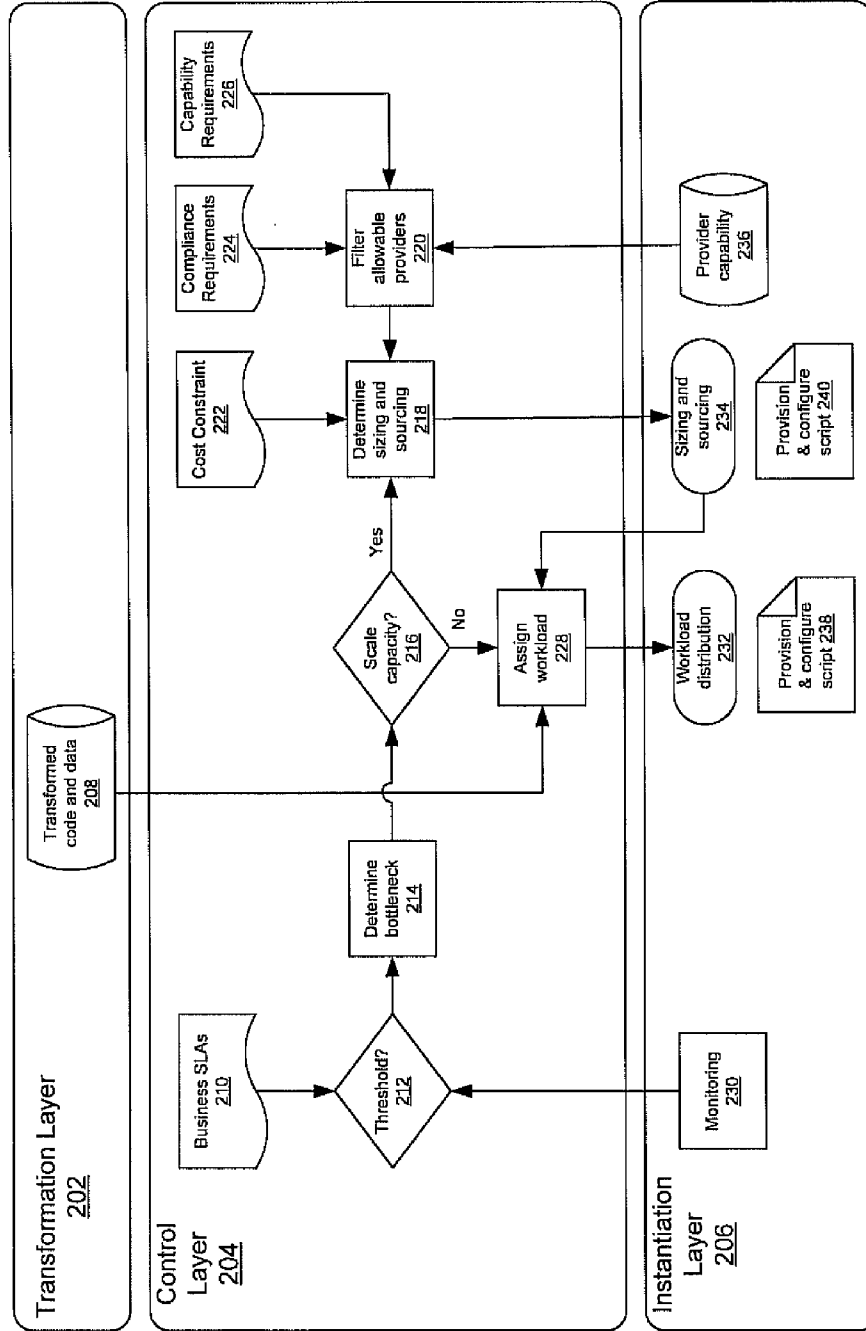 Transformation Layer
202
Transformed
code and data
208
Control
Layer
204
Business SLAs
210
Cost Constraint
222
Compliance
Requirements
224
Capability
Requirements
226
Threshold?
212
Determine
bottleneck
214
Scale
capacity?
216
Yes
No
Determine
sizing and
sourcing
218
Filter
allowable
providers
220
Assign
workload
228
Instantiation
Layer
206
Monitoring
230
Workload
distribution
232
Sizing and
sourcing
234
Provider
capability
236
Provision
& configure
script 238
Provision
& configure
script 240